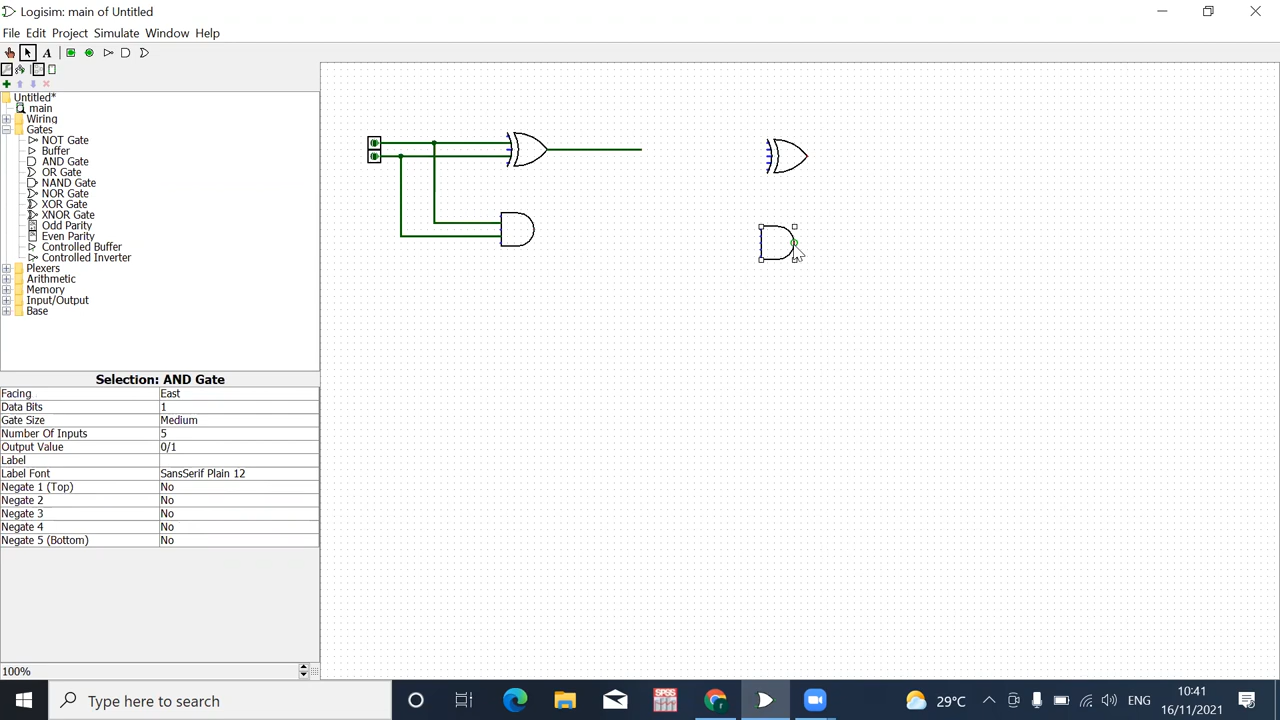 Logisim: main of Untitled
File Edit Project Simulate Window Help
A
Untitled*
main
Wiring
Gates
NOT Gate
Buffer
AND Gate
OR Gate
NAND Gate
NOR Gate
XOR Gate
XNOR Gate
Odd Parity
Even Parity
Controlled Buffer
Controlled Inverter
Plexers
Arithmetic
Memory
Input/Output
Base
Selection: AND Gate
Facing East
Data Bits 1
Gate Size Medium
Number Of Inputs 5
Output Value 0/1
Label
Label Font SansSerif Plain 12
Negate 1 (Top) No
Negate 2 No
Negate 3 No
Negate 4 No
Negate 5 (Bottom) No
100%
Type here to search
SPSS
29°C
ENG
10:41
16/11/2021